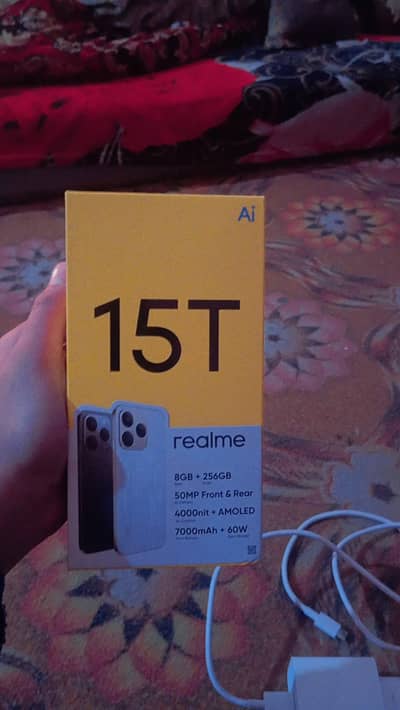 Ai
15T
realme
8GB + 256GB
50MP Front & Rear
4000nit + AMOLED
7000mAh + 60W